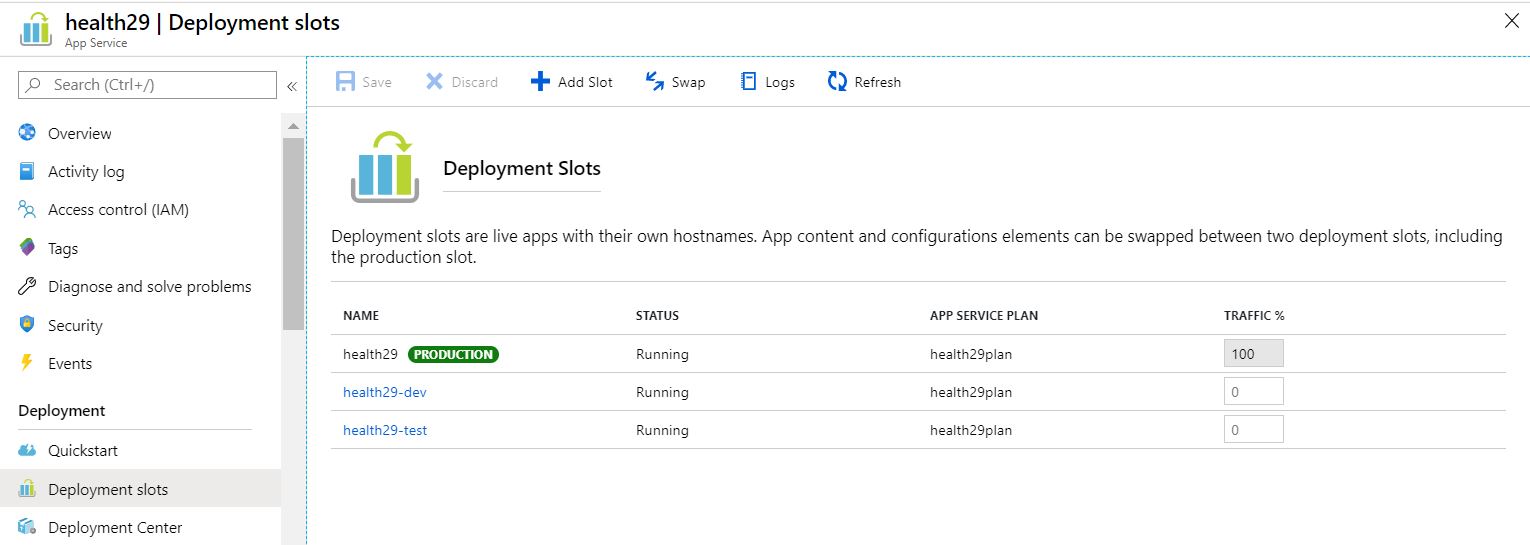 health29 | Deployment slots
App Service
Search (Ctrl+/)
«
Overview
Activity log
Access control (IAM)
Tags
Diagnose and solve problems
Security
Events
Deployment
Quickstart
Deployment slots
Deployment Center
Save Discard Add Slot Swap Logs Refresh
Deployment Slots
Deployment slots are live apps with their own hostnames. App content and configurations elements can be swapped between two deployment slots, including
the production slot.
NAME STATUS APP SERVICE PLAN TRAFFIC %
health29 PRODUCTION Running health29plan 100
health29-dev Running health29plan 0
health29-test Running health29plan 0